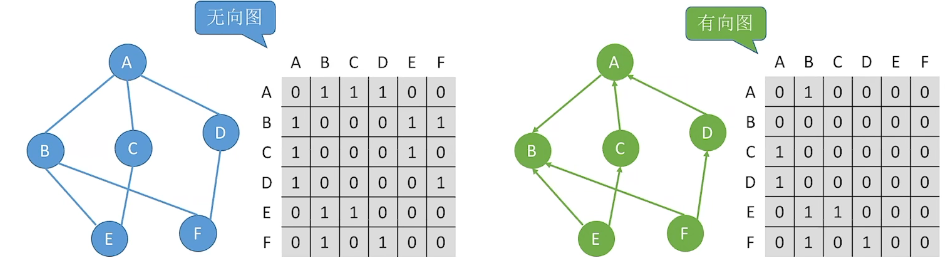 无向图
A
B
C
D
E
F
A B C D E F
A 0 1 1 1 0 0
B 1 0 0 0 1 1
C 1 0 0 0 1 0
D 1 0 0 0 0 1
E 0 1 1 0 0 0
F 0 1 0 1 0 0
有向图
A
B
C
D
E
F
A B C D E F
A 0 1 0 0 0 0
B 0 0 0 0 0 0
C 1 0 0 0 0 0
D 1 0 0 0 0 0
E 0 1 1 0 0 0
F 0 1 0 1 0 0